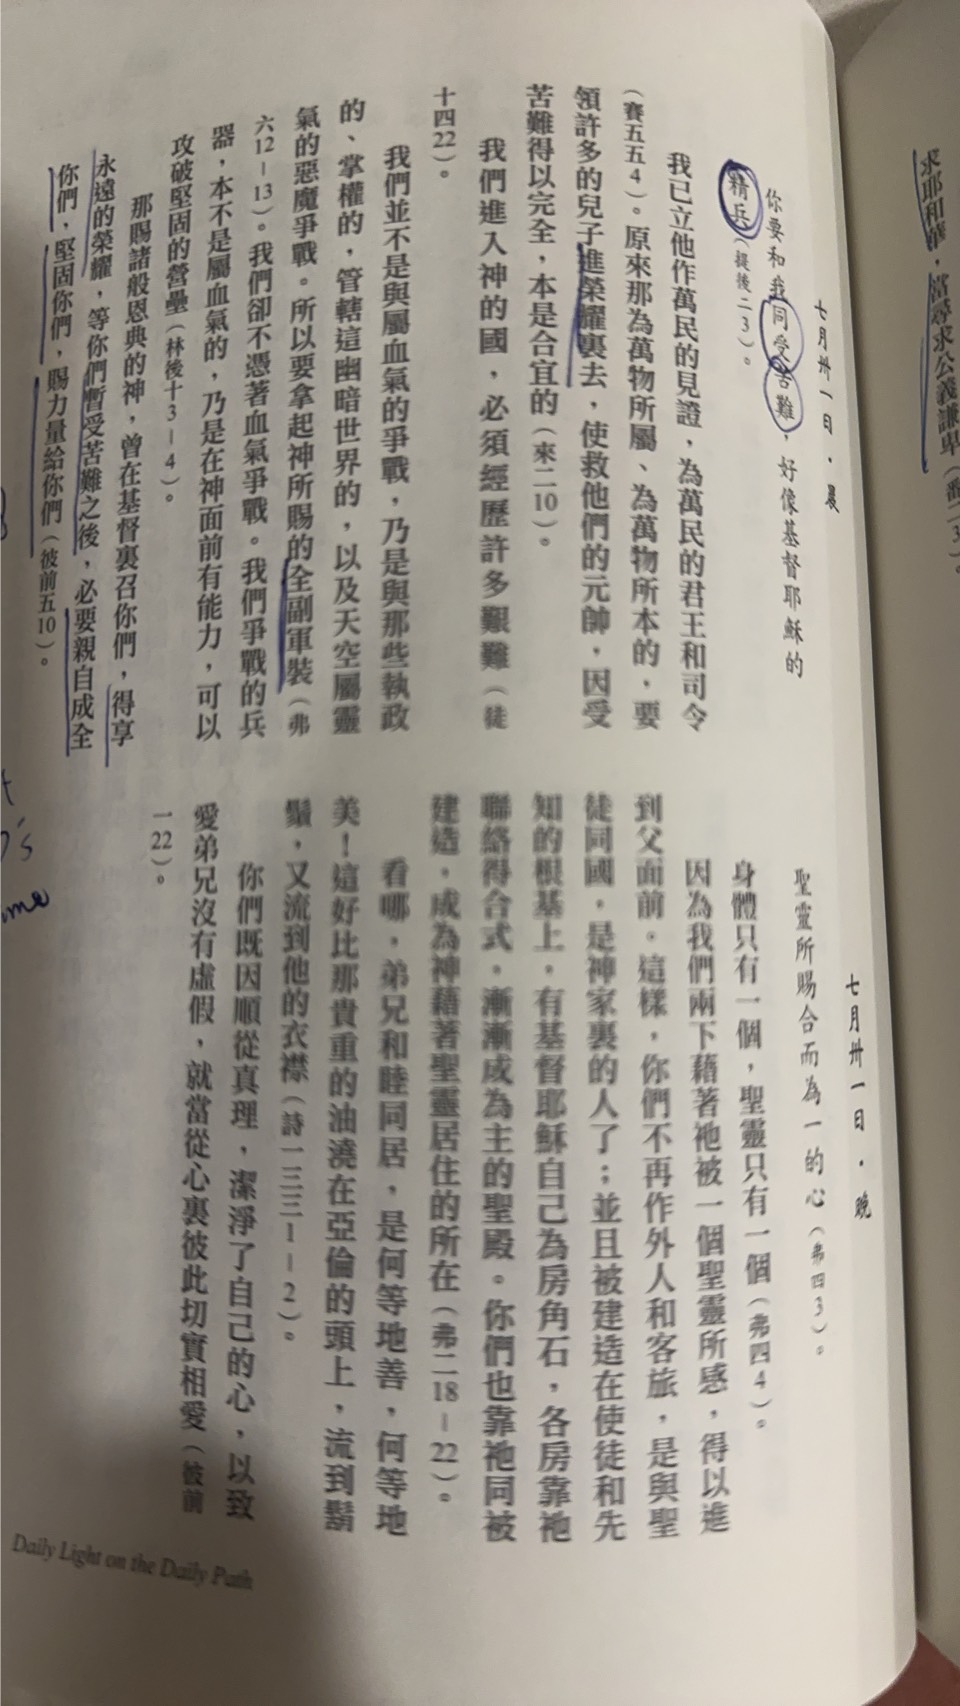 七月卅一日．晨
你要和我同受苦難，好像基督耶穌的
精兵（提後二3）。
我已立他作萬民的見證，為萬民的君王和司令
（賽五五4）。原來那為萬物所屬、為萬物所本的，要
領許多的兒子進榮耀裏去，使救他們的元帥，因受
苦難得以完全，本是合宜的（來二10）。
我們進入神的國，必須經歷許多艱難（徒
十四22）。
我們並不是與屬血氣的爭戰，乃是與那些執政
的、掌權的，管轄這幽暗世界的，以及天空屬靈
氣的惡魔爭戰。所以要拿起神所賜的全副軍裝（弗
六12－13）。我們卻不憑著血氣爭戰。我們爭戰的兵
器，本不是屬血氣的，乃是在神面前有能力，可以
攻破堅固的營壘（林後十3－4）。
那賜諸般恩典的神，曾在基督裏召你們，得享
永遠的榮耀，等你們暫受苦難之後，必要親自成全
你們，堅固你們，賜力量給你們（彼前五10）。
七月卅一日．晚
聖靈所賜合而為一的心（弗四3）。
身體只有一個，聖靈只有一個（弗四4）。
因為我們兩下藉著祂被一個聖靈所感，得以進
到父面前。這樣，你們不再作外人和客旅，是與聖
徒同國，是神家裏的人了；並且被建造在使徒和先
知的根基上，有基督耶穌自己為房角石，各房靠祂
聯絡得合式，漸漸成為主的聖殿。你們也靠祂同被
建造，成為神藉著聖靈居住的所在（弗二18－22）。
看哪，弟兄和睦同居，是何等地善，何等地
美！這好比那貴重的油澆在亞倫的頭上，流到鬍
鬚，又流到他的衣襟（詩一三三1－2）。
你們既因順從真理，潔淨了自己的心，以致
愛弟兄沒有虛假，就當從心裏彼此切實相愛（彼前
一22）。
Daily Light on the Daily Path
求耶和華，當尋求公義謙卑